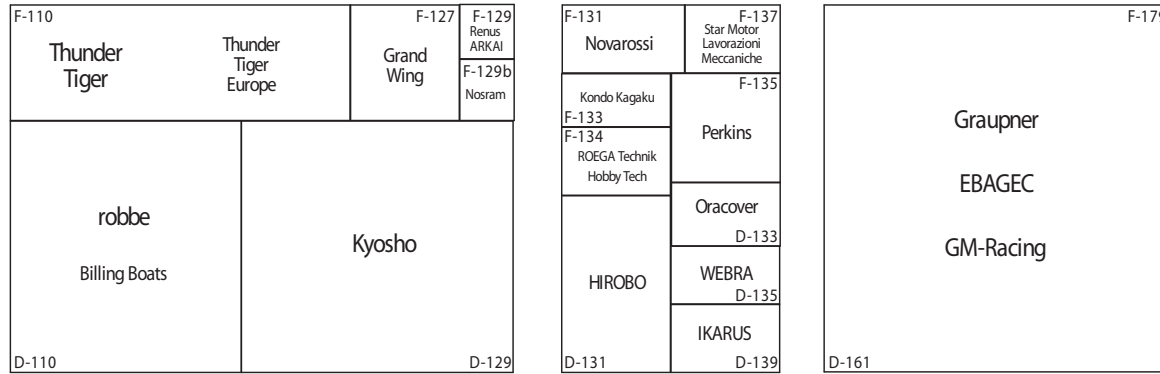 F-110
Thunder
Tiger
Thunder
Tiger
Europe
F-127
Grand
Wing
F-129
Renus
ARKAI
F-129b
Nosram
robbe
Billing Boats
D-110
Kyosho
D-129
F-131
Novarossi
F-137
Star Motor
Lavorazioni
Meccaniche
Kondo Kagaku
F-133
F-135
Perkins
F-134
ROEGA Technik
Hobby Tech
Oracover
D-133
HIROBO
D-131
WEBRA
D-135
IKARUS
D-139
F-179
Graupner
EBAGEC
GM-Racing
D-161